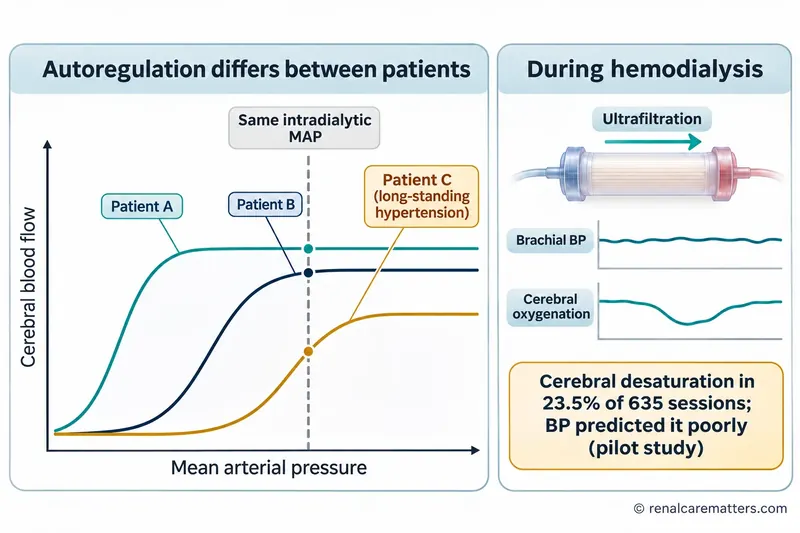 Autoregulation differs between patients
Same intradialytic
MAP
Patient A
Patient B
Patient C
(long-standing
hypertension)
Cerebral blood flow
Mean arterial pressure
During hemodialysis
Ultrafiltration
Brachial BP
Cerebral
oxygenation
Cerebral desaturation in
23.5% of 635 sessions;
BP predicted it poorly
(pilot study)
© renalcarematters.com